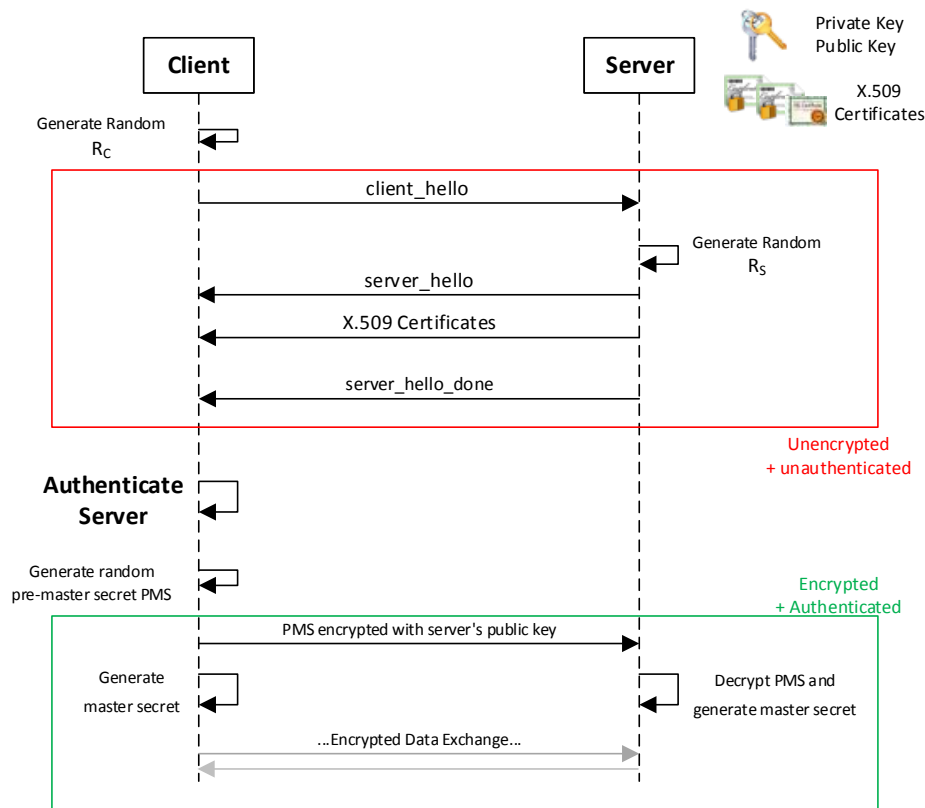 Private Key
Public Key
Client
Server
X.509
Certificates
Generate Random
R_C
client_hello
Generate Random
R_S
server_hello
X.509 Certificates
server_hello_done
Unencrypted
+ unauthenticated
Authenticate
Server
Generate random
pre-master secret PMS
Encrypted
+ Authenticated
PMS encrypted with server's public key
Generate
master secret
Decrypt PMS and
generate master secret
...Encrypted Data Exchange...